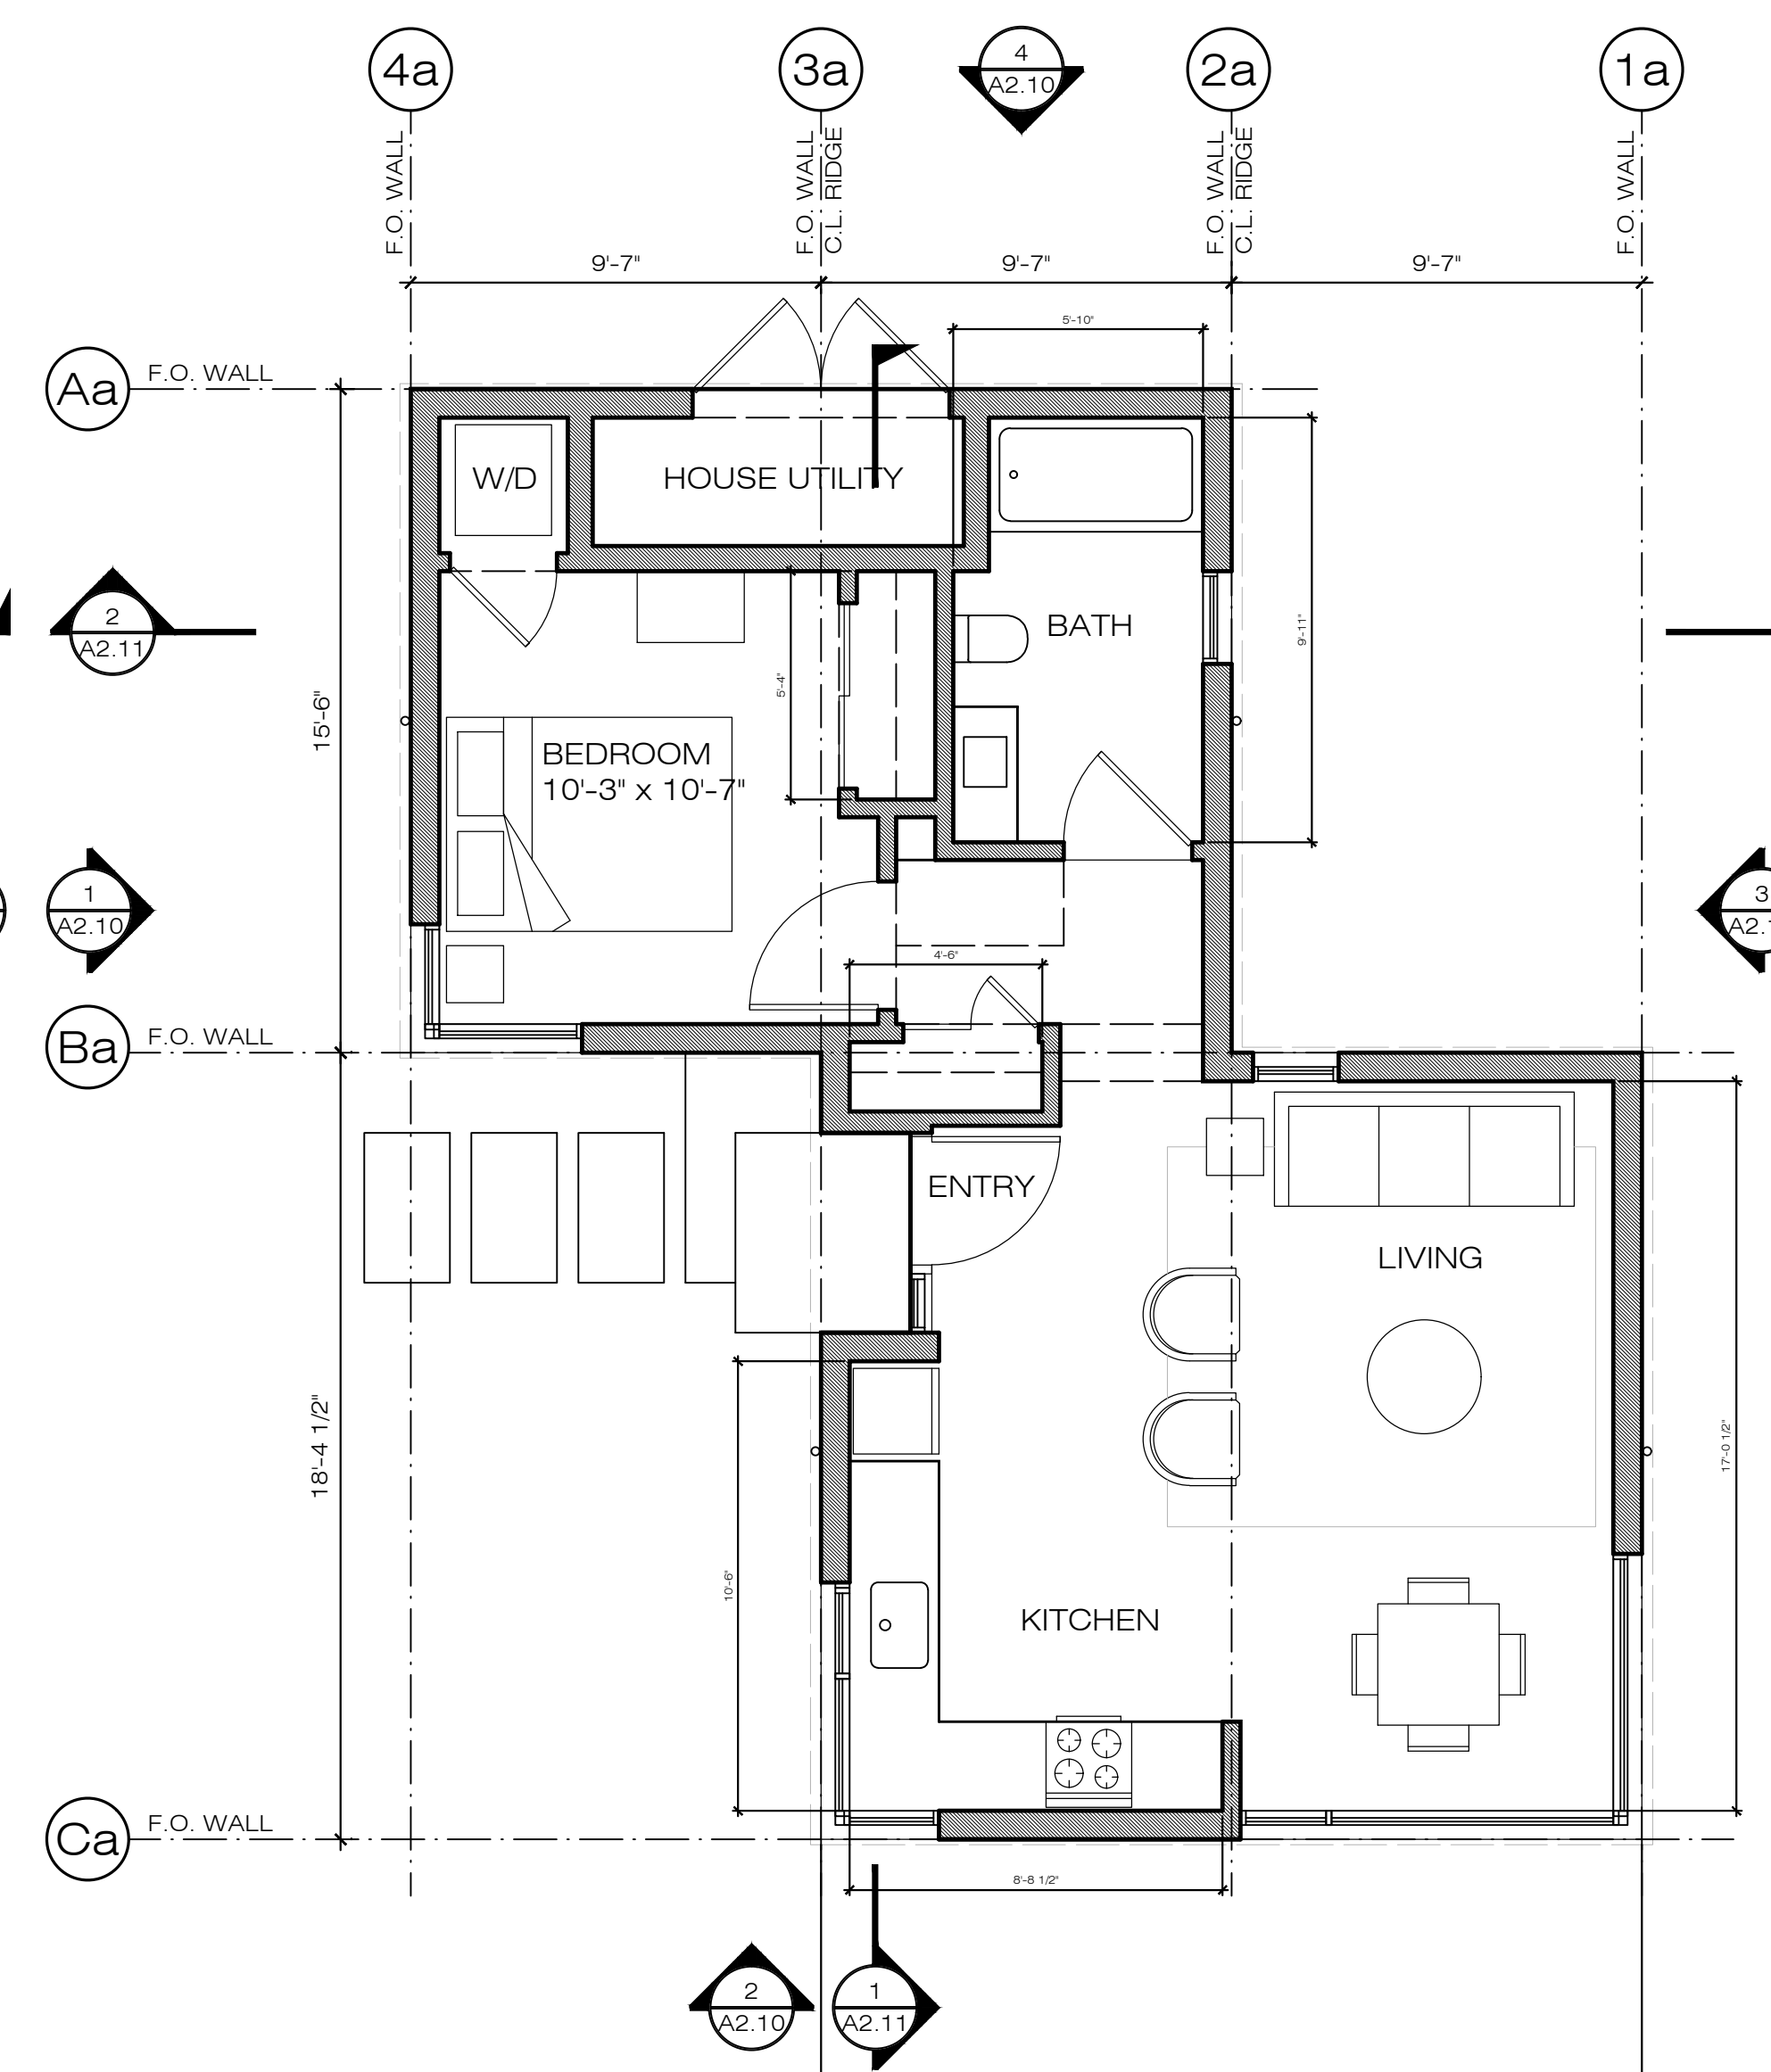 4a
3a
4
A2.10
2a
1a
F.O. WALL
F.O. WALL
C.L. RIDGE
F.O. WALL
C.L. RIDGE
F.O. WALL
9'-7"
9'-7"
9'-7"
5'-10"
Aa
F.O. WALL
W/D
HOUSE UTILITY
2
A2.11
BATH
9'-11"
5'-4"
15'-6"
BEDROOM
10'-3" x 10'-7"
1
A2.10
3
4'-6"
Ba
F.O. WALL
ENTRY
LIVING
18'-4 1/2"
17'-0 1/2"
10'-6"
KITCHEN
Ca
F.O. WALL
8'-8 1/2"
2
A2.10
1
A2.11